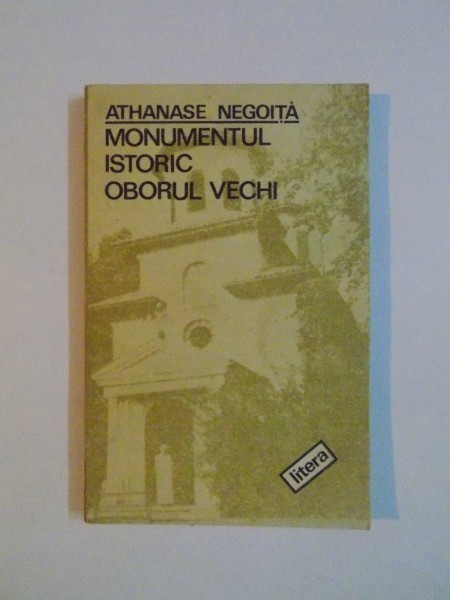 ATHANASE NEGOIȚĂ
MONUMENTUL
ISTORIC
OBORUL VECHI
litera